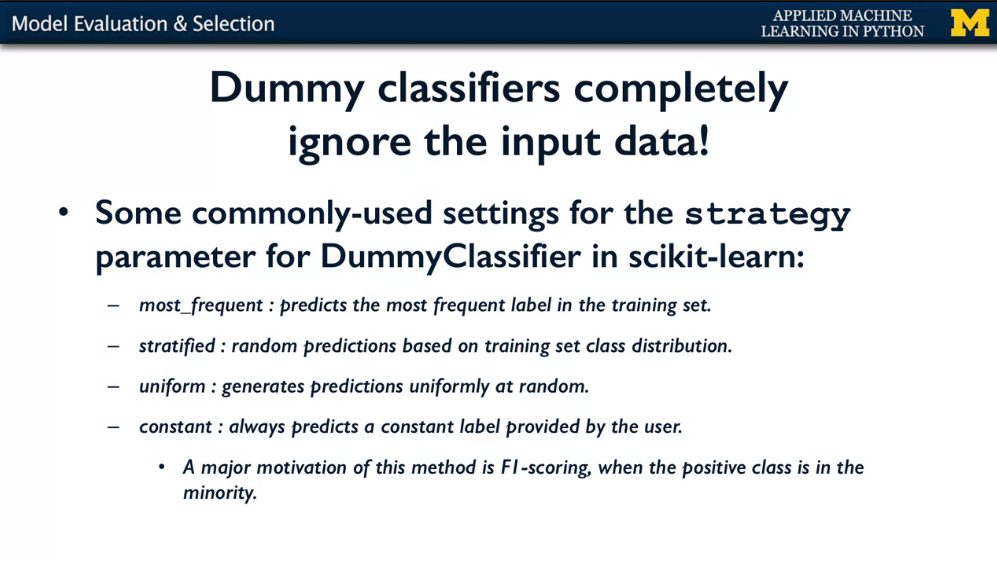 Model Evaluation & Selection
APPLIED MACHINE
LEARNING IN PYTHON
M
Dummy classifiers completely
ignore the input data!
• Some commonly-used settings for the strategy
parameter for DummyClassifier in scikit-learn:
– most_frequent : predicts the most frequent label in the training set.
– stratified : random predictions based on training set class distribution.
– uniform : generates predictions uniformly at random.
– constant : always predicts a constant label provided by the user.
• A major motivation of this method is F1-scoring, when the positive class is in the
minority.